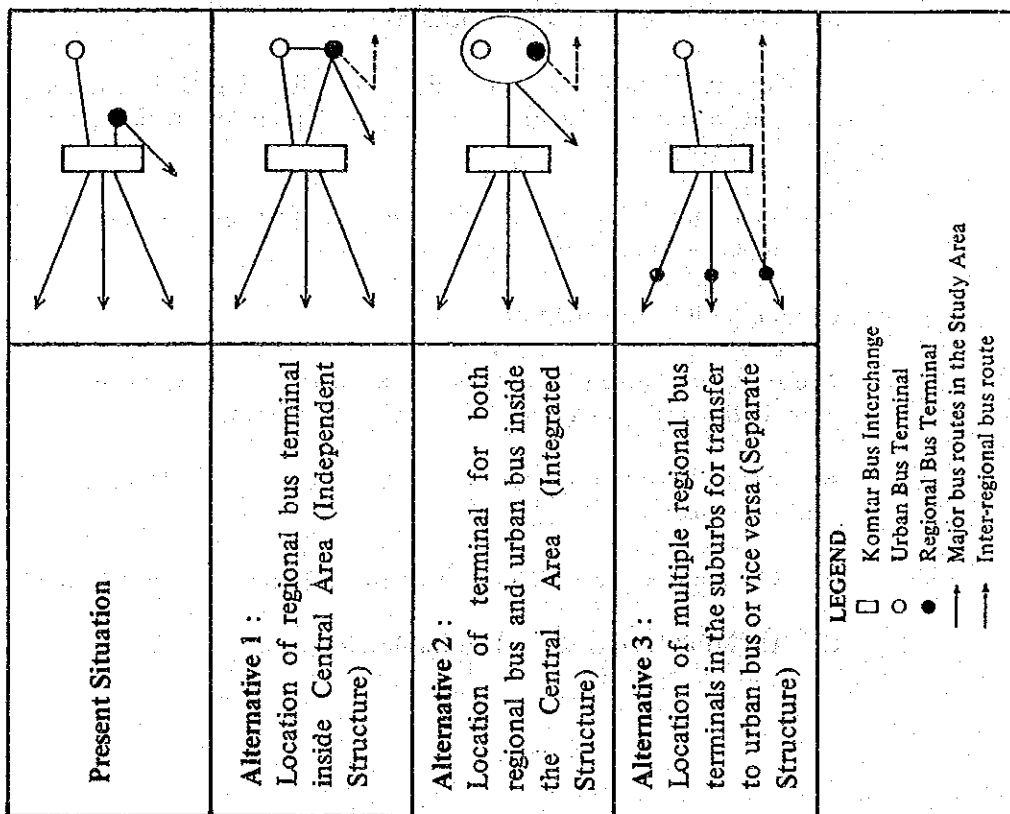 Present Situation
Alternative 1 :
Location of regional bus terminal
inside Central Area (Independent
Structure)
Alternative 2 :
Location of terminal for both
regional bus and urban bus inside
the Central Area (Integrated
Structure)
Alternative 3 :
Location of multiple regional bus
terminals in the suburbs for transfer
to urban bus or vice versa (Separate
Structure)
LEGEND
Komtar Bus Interchange
Urban Bus Terminal
Regional Bus Terminal
Major bus routes in the Study Area
Inter-regional bus route